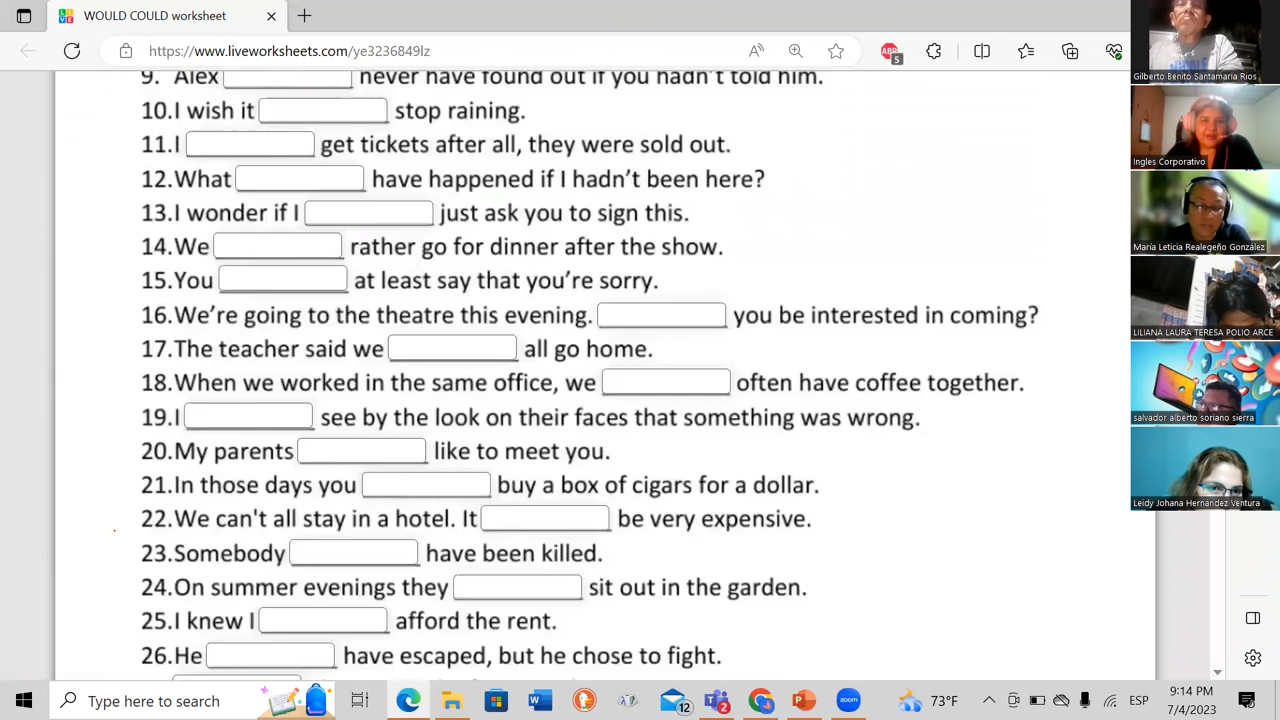 WOULD COULD worksheet
https://www.liveworksheets.com/ye3236849lz
5
9. Alex never have found out if you hadn't told him.
10.I wish it stop raining.
11.I get tickets after all, they were sold out.
12.What have happened if I hadn't been here?
13.I wonder if I just ask you to sign this.
14.We rather go for dinner after the show.
15.You at least say that you're sorry.
16.We're going to the theatre this evening. you be interested in coming?
17.The teacher said we all go home.
18.When we worked in the same office, we often have coffee together.
19.I see by the look on their faces that something was wrong.
20.My parents like to meet you.
21.In those days you buy a box of cigars for a dollar.
22.We can't all stay in a hotel. It be very expensive.
23.Somebody have been killed.
24.On summer evenings they sit out in the garden.
25.I knew I afford the rent.
26.He have escaped, but he chose to fight.
Gilberto Benito Santamaria Rios
Ingles Corporativo
María Leticia Realegeño González
LILIANA LAURA TERESA POLIO ARCE
salvador alberto soriano sierra
Leidy Johana Hernández Ventura
Type here to search
12
2
zoom
73°F
ESP
9:14 PM
7/4/2023